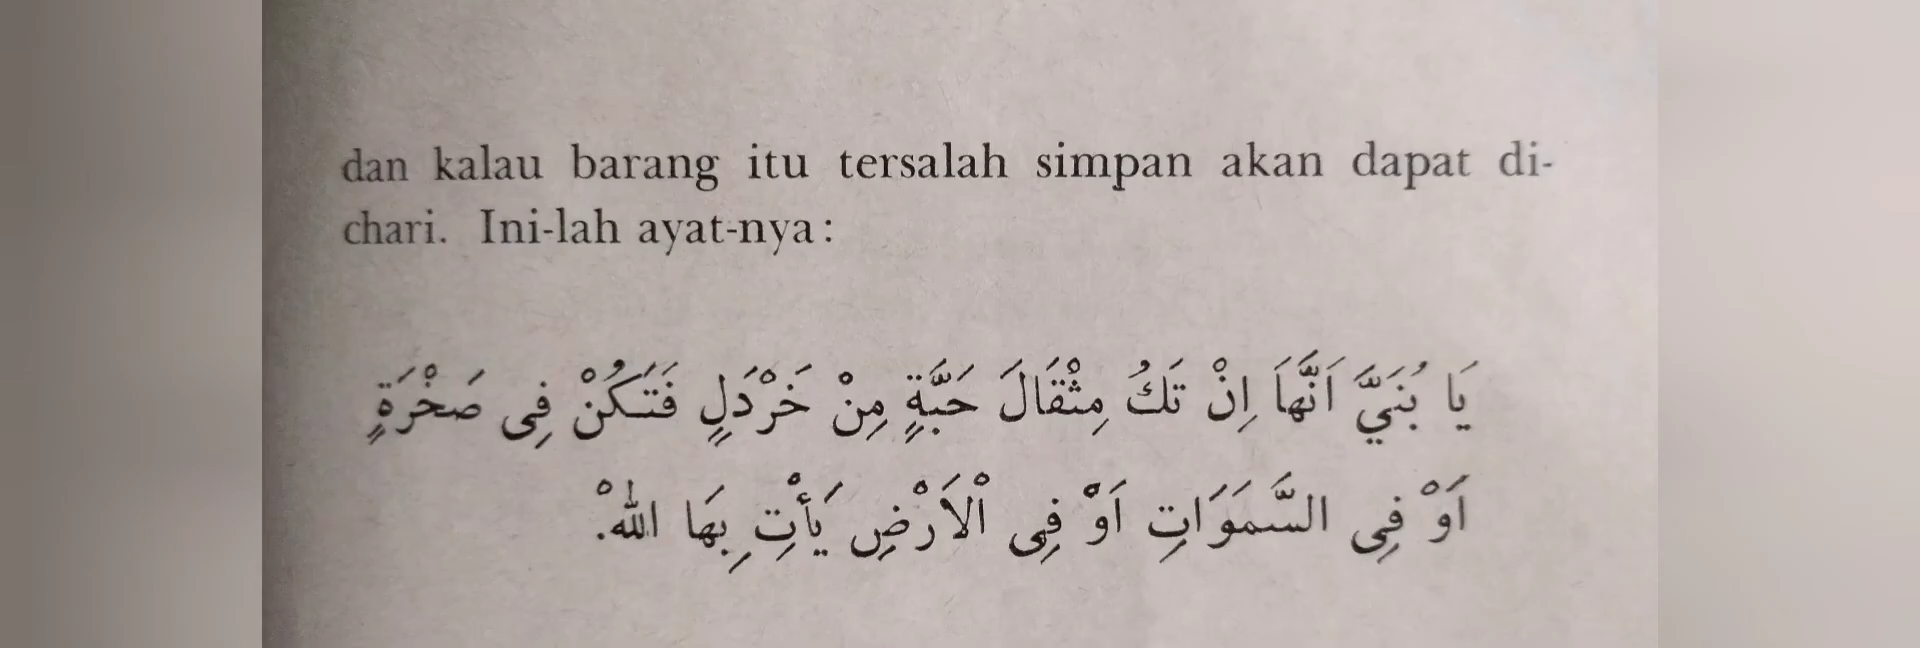 dan kalau barang itu tersalah simpan akan dapat di-
chari. Ini-lah ayat-nya:
يَا بُنَيَّ اَنَّهَا اِنْ تَكُ مِثْقَالَ حَبَّةٍ مِنْ خَرْدَلٍ فَتَكُنْ فِى صَخْرَةٍ
اَوْ فِى السَّمَوَاتِ اَوْ فِى الْاَرْضِ يَأْتِ بِهَا اللهْ.